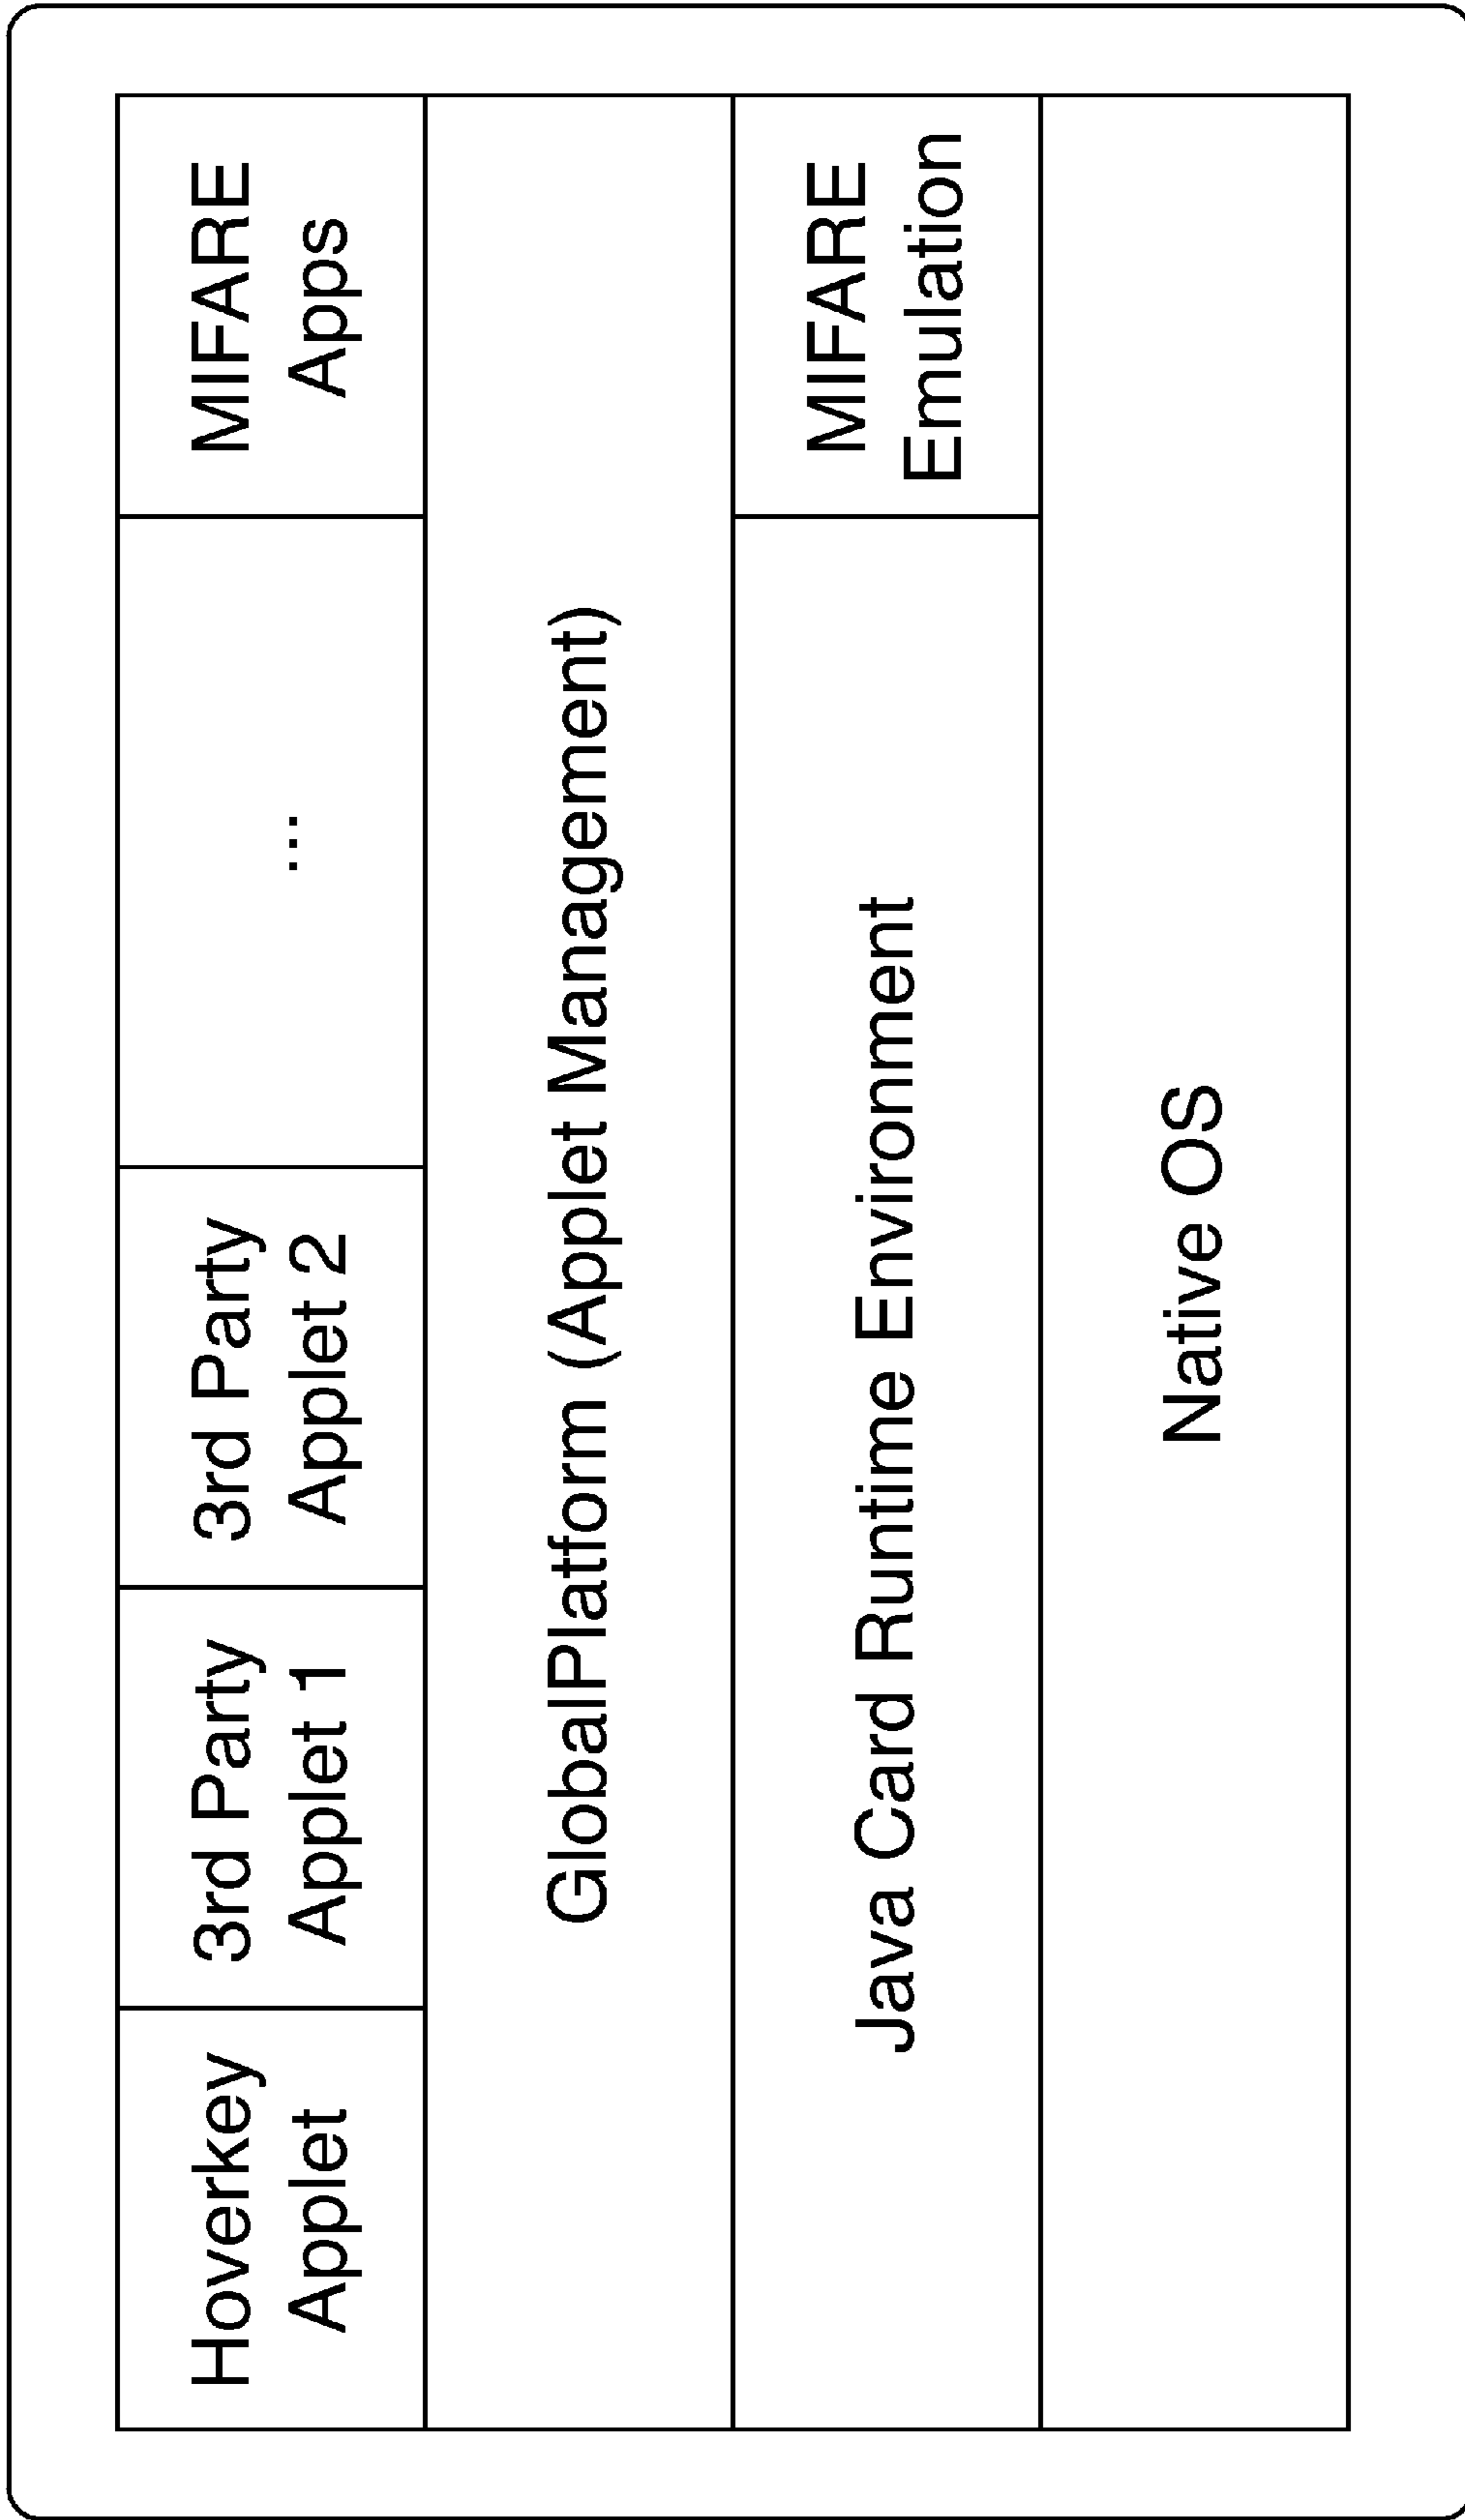 Hoverkey
Applet
3rd Party
Applet 1
3rd Party
Applet 2
...
MIFARE
Apps
GlobalPlatform (Applet Management)
Java Card Runtime Environment
MIFARE
Emulation
Native OS